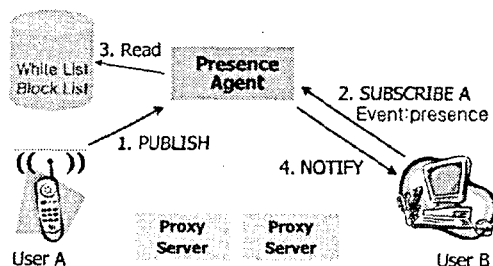 3. Read
White List
Block List
Presence
Agent
2. SUBSCRIBE A
Event:presence
1. PUBLISH
4. NOTIFY
Proxy
Server
Proxy
Server
User A
User B